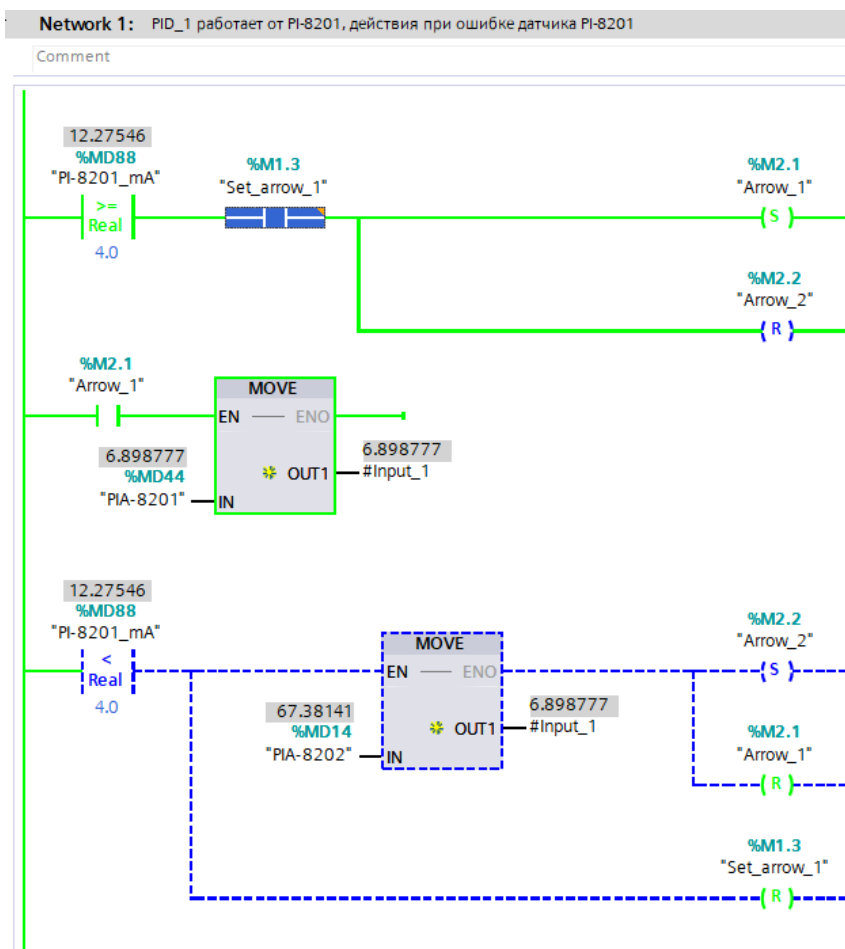 Network 1: PID_1 работает от PI-8201, действия при ошибке датчика PI-8201
Comment
12.27546
%MD88
"PI-8201_mA"
>=
Real
4.0
%M1.3
"Set_arrow_1"
%M2.1
"Arrow_1"
S
%M2.2
"Arrow_2"
R
%M2.1
"Arrow_1"
MOVE
EN ENO
6.898777
%MD44
"PIA-8201"
IN
OUT1
6.898777
#Input_1
12.27546
%MD88
"PI-8201_mA"
<
Real
4.0
MOVE
EN ENO
67.38141
%MD14
"PIA-8202"
IN
OUT1
6.898777
#Input_1
%M2.2
"Arrow_2"
S
%M2.1
"Arrow_1"
R
%M1.3
"Set_arrow_1"
R